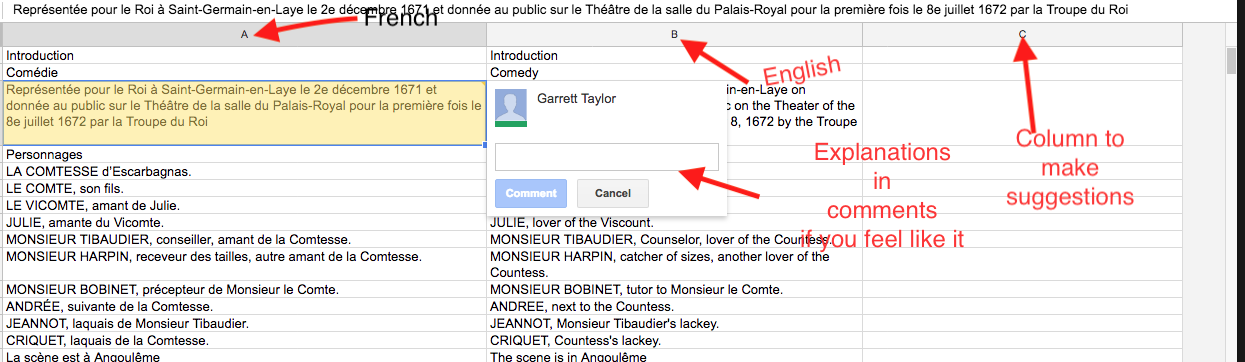 Représentée pour le Roi à Saint-Germain-en-Laye le 2e décembre 1671 et donnée au public sur le Théâtre de la salle du Palais-Royal pour la première fois le 8e juillet 1672 par la Troupe du Roi
French
A
B
C
English
Introduction
Introduction
Comédie
Comedy
Représentée pour le Roi à Saint-Germain-en-Laye le 2e décembre 1671 et
donnée au public sur le Théâtre de la salle du Palais-Royal pour la première fois le
8e juillet 1672 par la Troupe du Roi
in-en-Laye on
c on the Theater of the
8, 1672 by the Troupe
Garrett Taylor
Comment
Cancel
Explanations
in
comments
if you feel like it
Column to
make
suggestions
Personnages
LA COMTESSE d'Escarbagnas.
LE COMTE, son fils.
LE VICOMTE, amant de Julie.
JULIE, amante du Vicomte.
JULIE, lover of the Viscount.
MONSIEUR TIBAUDIER, conseiller, amant de la Comtesse.
MONSIEUR TIBAUDIER, Counselor, lover of the Countess.
MONSIEUR HARPIN, receveur des tailles, autre amant de la Comtesse.
MONSIEUR HARPIN, catcher of sizes, another lover of the
Countess.
MONSIEUR BOBINET, précepteur de Monsieur le Comte.
MONSIEUR BOBINET, tutor to Monsieur le Comte.
ANDRÉE, suivante de la Comtesse.
ANDREE, next to the Countess.
JEANNOT, laquais de Monsieur Tibaudier.
JEANNOT, Monsieur Tibaudier's lackey.
CRIQUET, laquais de la Comtesse.
CRIQUET, Countess's lackey.
La scène est à Angoulême
The scene is in Angoulême